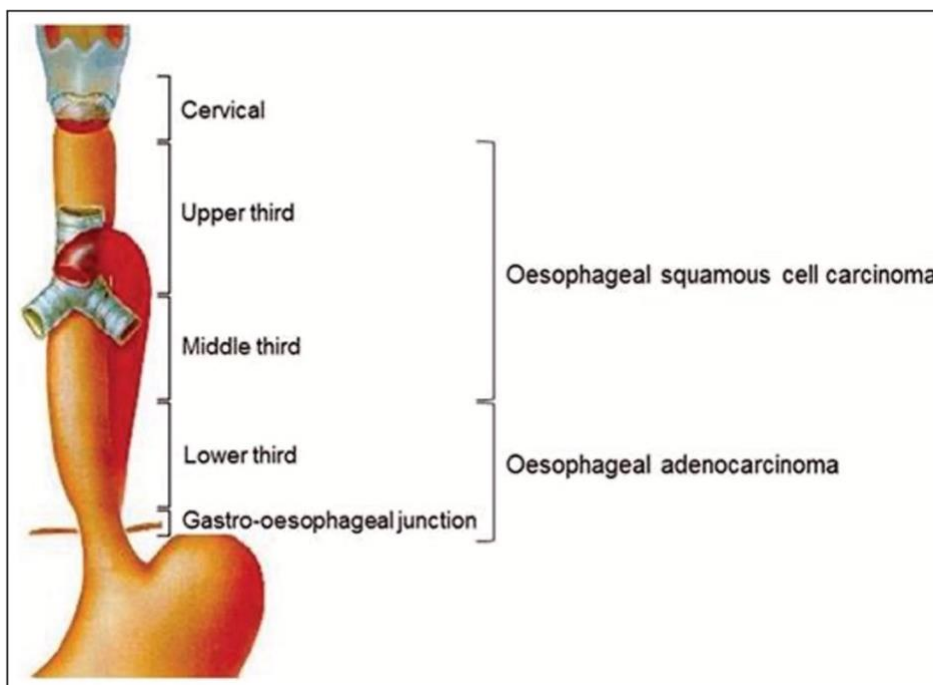 Cervical
Upper third
Oesophageal squamous cell carcinoma
Middle third
Lower third
Oesophageal adenocarcinoma
Gastro-oesophageal junction